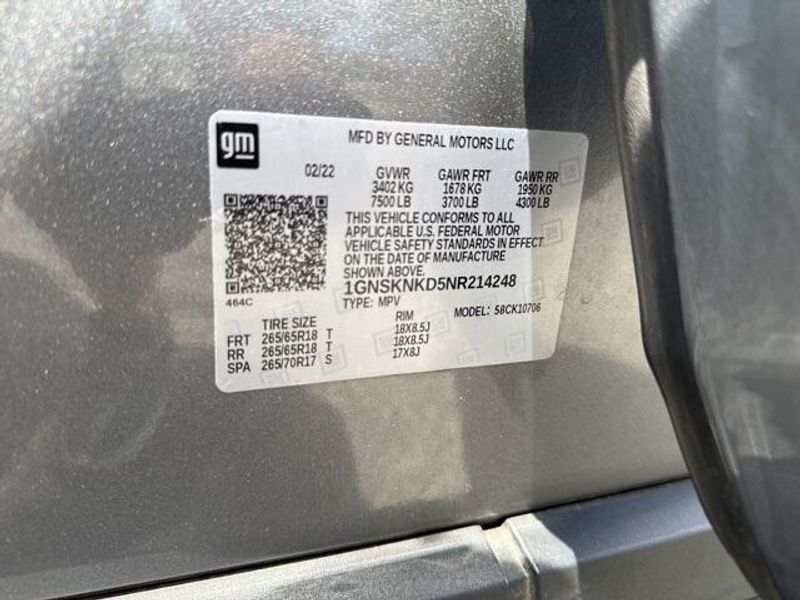 gm
MFD BY GENERAL MOTORS LLC
02/22 GVWR GAWR FRT GAWR RR
3402 KG 1678 KG 1950 KG
7500 LB 3700 LB 4300 LB
THIS VEHICLE CONFORMS TO ALL
APPLICABLE U.S. FEDERAL MOTOR
VEHICLE SAFETY STANDARDS IN EFFECT
ON THE DATE OF MANUFACTURE
SHOWN ABOVE.
1GNSKNKD5NR214248
464C
TYPE: MPV MODEL: 58CK10706
TIRE SIZE RIM
FRT 265/65R18 T 18X8.5J
RR 265/65R18 T 18X8.5J
SPA 265/70R17 S 17X8J